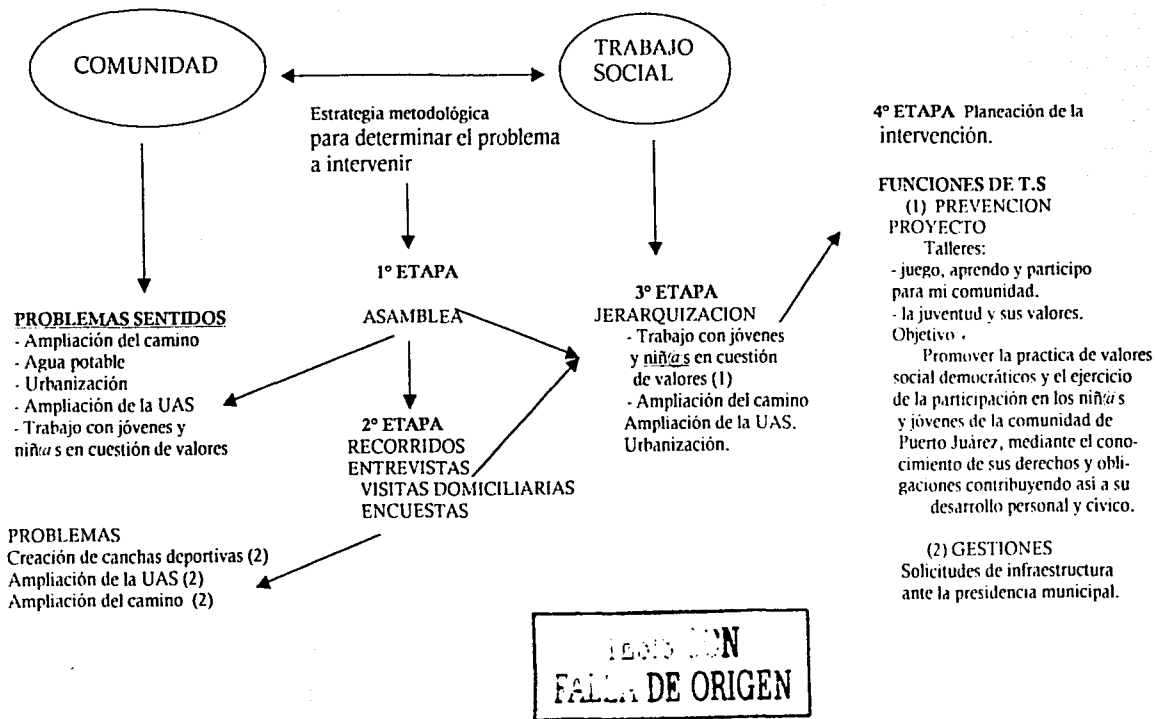 COMUNIDAD
TRABAJO
SOCIAL
Estrategia metodológica
para determinar el problema
a intervenir
1º ETAPA
ASAMBLEA
PROBLEMAS SENTIDOS
- Ampliación del camino
- Agua potable
- Urbanización
- Ampliación de la UAS
- Trabajo con jóvenes y
niñ@s en cuestión de valores
2º ETAPA
RECORRIDOS
ENTREVISTAS
VISITAS DOMICILIARIAS
ENCUESTAS
PROBLEMAS
Creación de canchas deportivas (2)
Ampliación de la UAS (2)
Ampliación del camino (2)
3º ETAPA
JERARQUIZACION
- Trabajo con jóvenes
y niñ@s en cuestión
de valores (1)
- Ampliación del camino
Ampliación de la UAS.
Urbanización.
4º ETAPA Planeación de la
intervención.
FUNCIONES DE T.S
(1) PREVENCION
PROYECTO
Talleres:
- juego, aprendo y participo
para mi comunidad.
- la juventud y sus valores.
Objetivo
Promover la practica de valores
social democráticos y el ejercicio
de la participación en los niñ@s
y jóvenes de la comunidad de
Puerto Juárez, mediante el cono-
cimiento de sus derechos y obli-
gaciones contribuyendo así a su
desarrollo personal y cívico.
(2) GESTIONES
Solicitudes de infraestructura
ante la presidencia municipal.
TESIS CON
FALLA DE ORIGEN